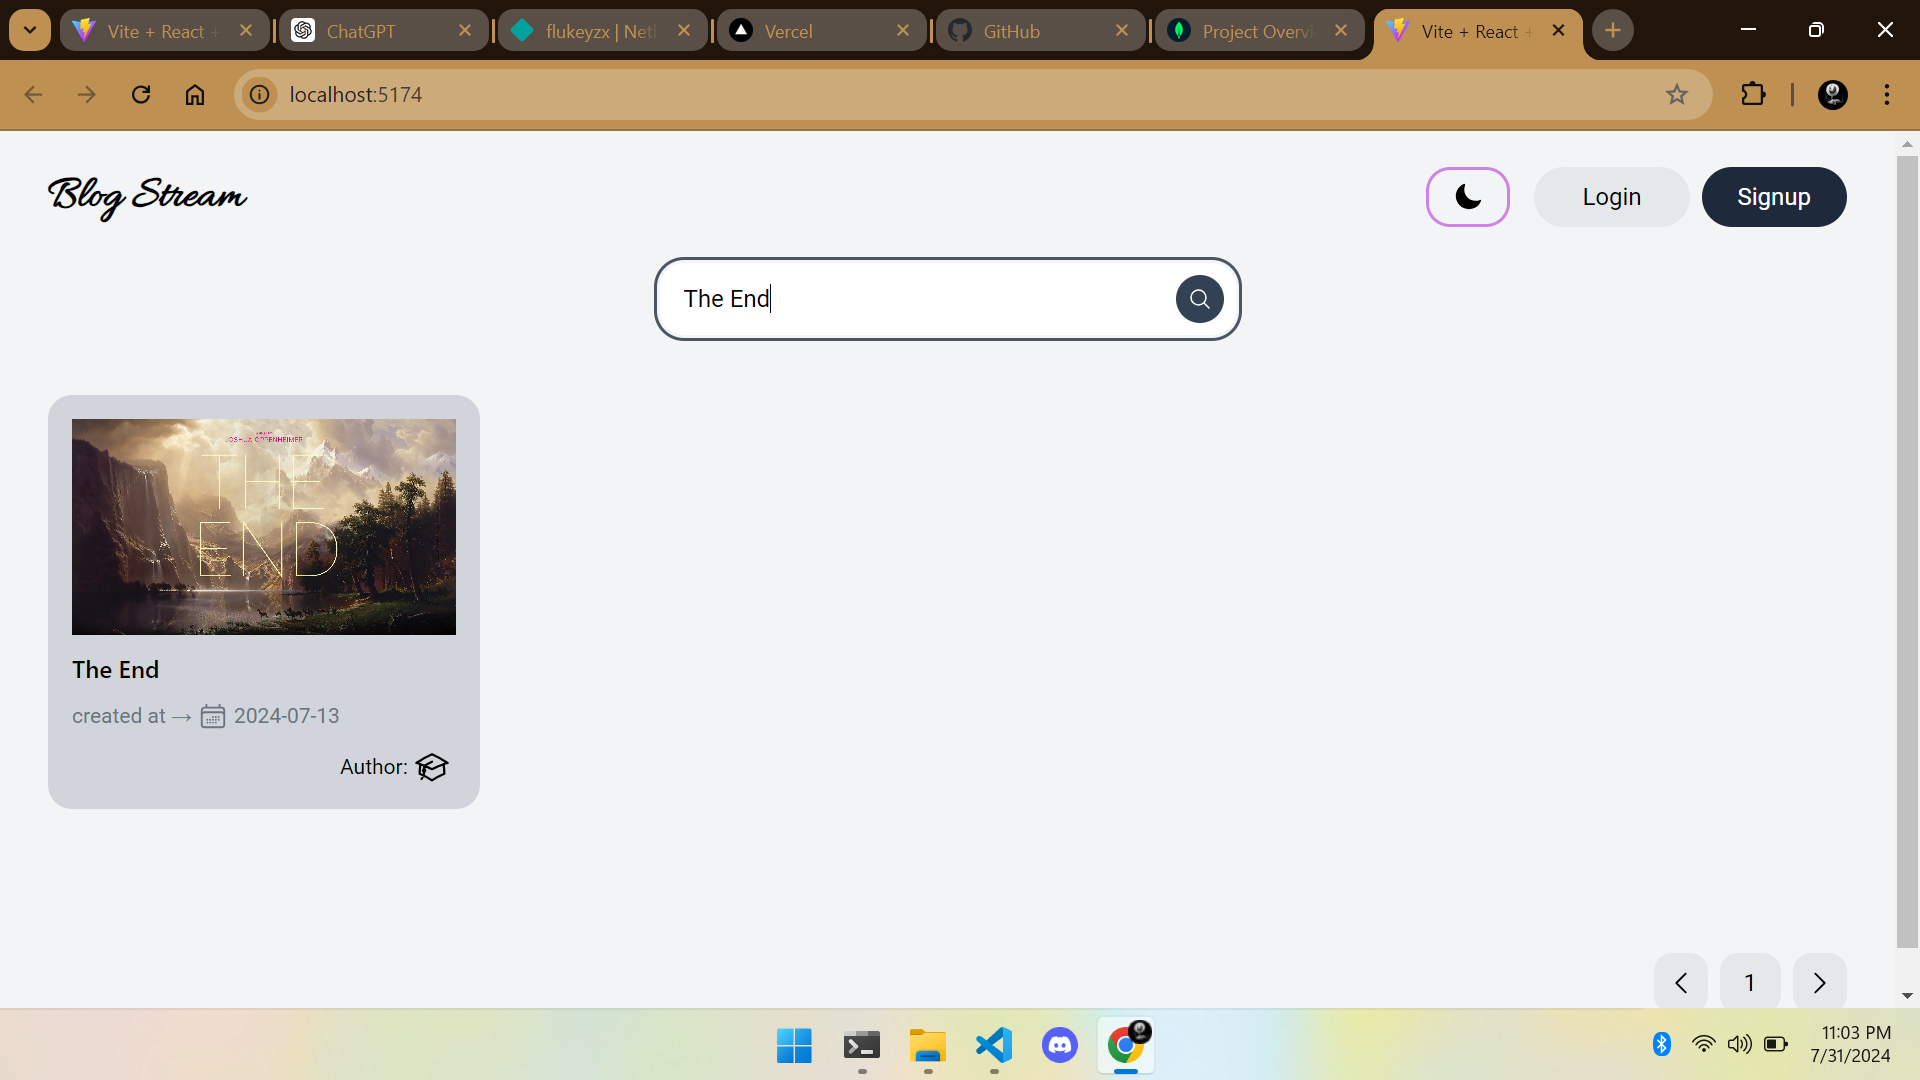 Vite + React +
ChatGPT
flukeyzx | Netl
Vercel
GitHub
Project Overvi
Vite + React +
localhost:5174
Blog Stream
Login
Signup
The End
JOSHUA OPPENHEIMER
THE
END
The End
created at → 2024-07-13
Author:
1
11:03 PM
7/31/2024